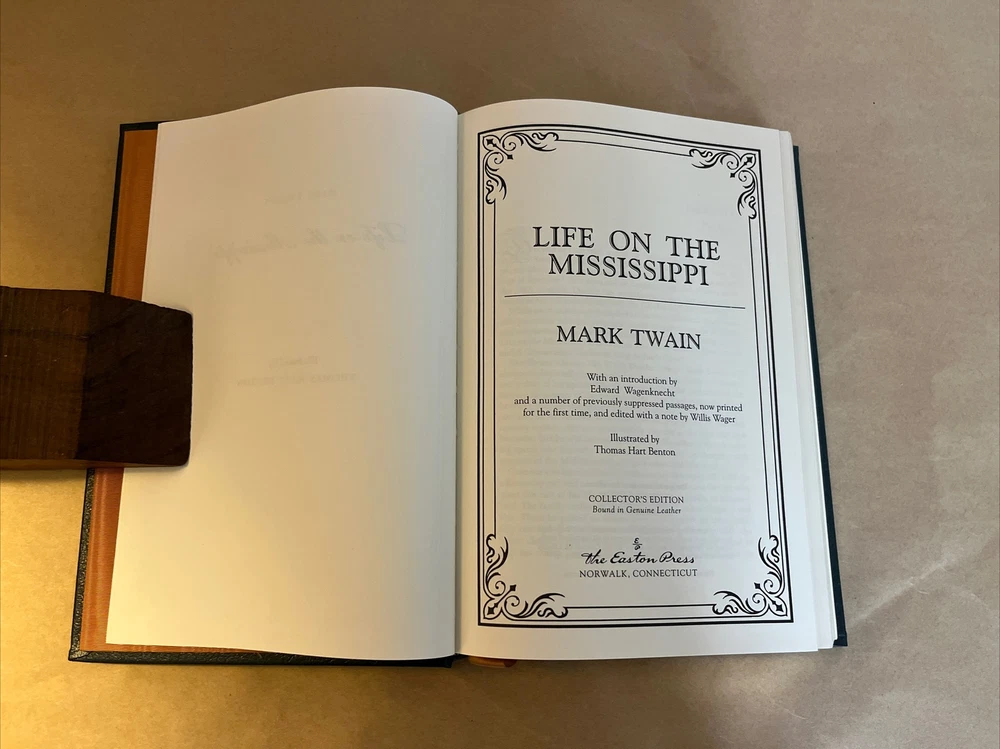 LIFE ON THE
MISSISSIPPI
MARK TWAIN
With an introduction by
Edward Wagenknecht
and a number of previously suppressed passages, now printed
for the first time, and edited with a note by Willis Wager
Illustrated by
Thomas Hart Benton
COLLECTOR'S EDITION
Bound in Genuine Leather
The Easton Press
NORWALK, CONNECTICUT